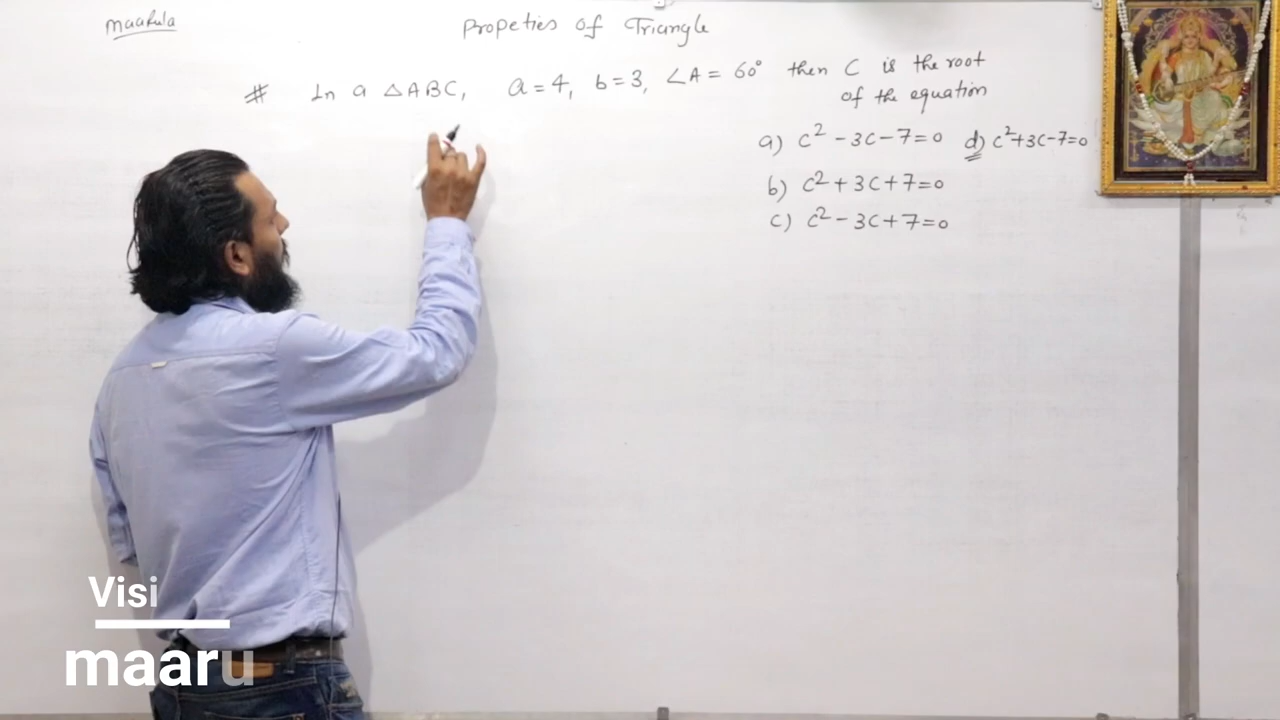 maarula
Propeties of Triangle
# In a △ABC, a = 4, b = 3, ∠A = 60° then C is the root
of the equation
a) c² - 3c - 7 = 0 d) c² + 3c - 7 = 0
b) c² + 3c + 7 = 0
c) c² - 3c + 7 = 0
Visi
maaru